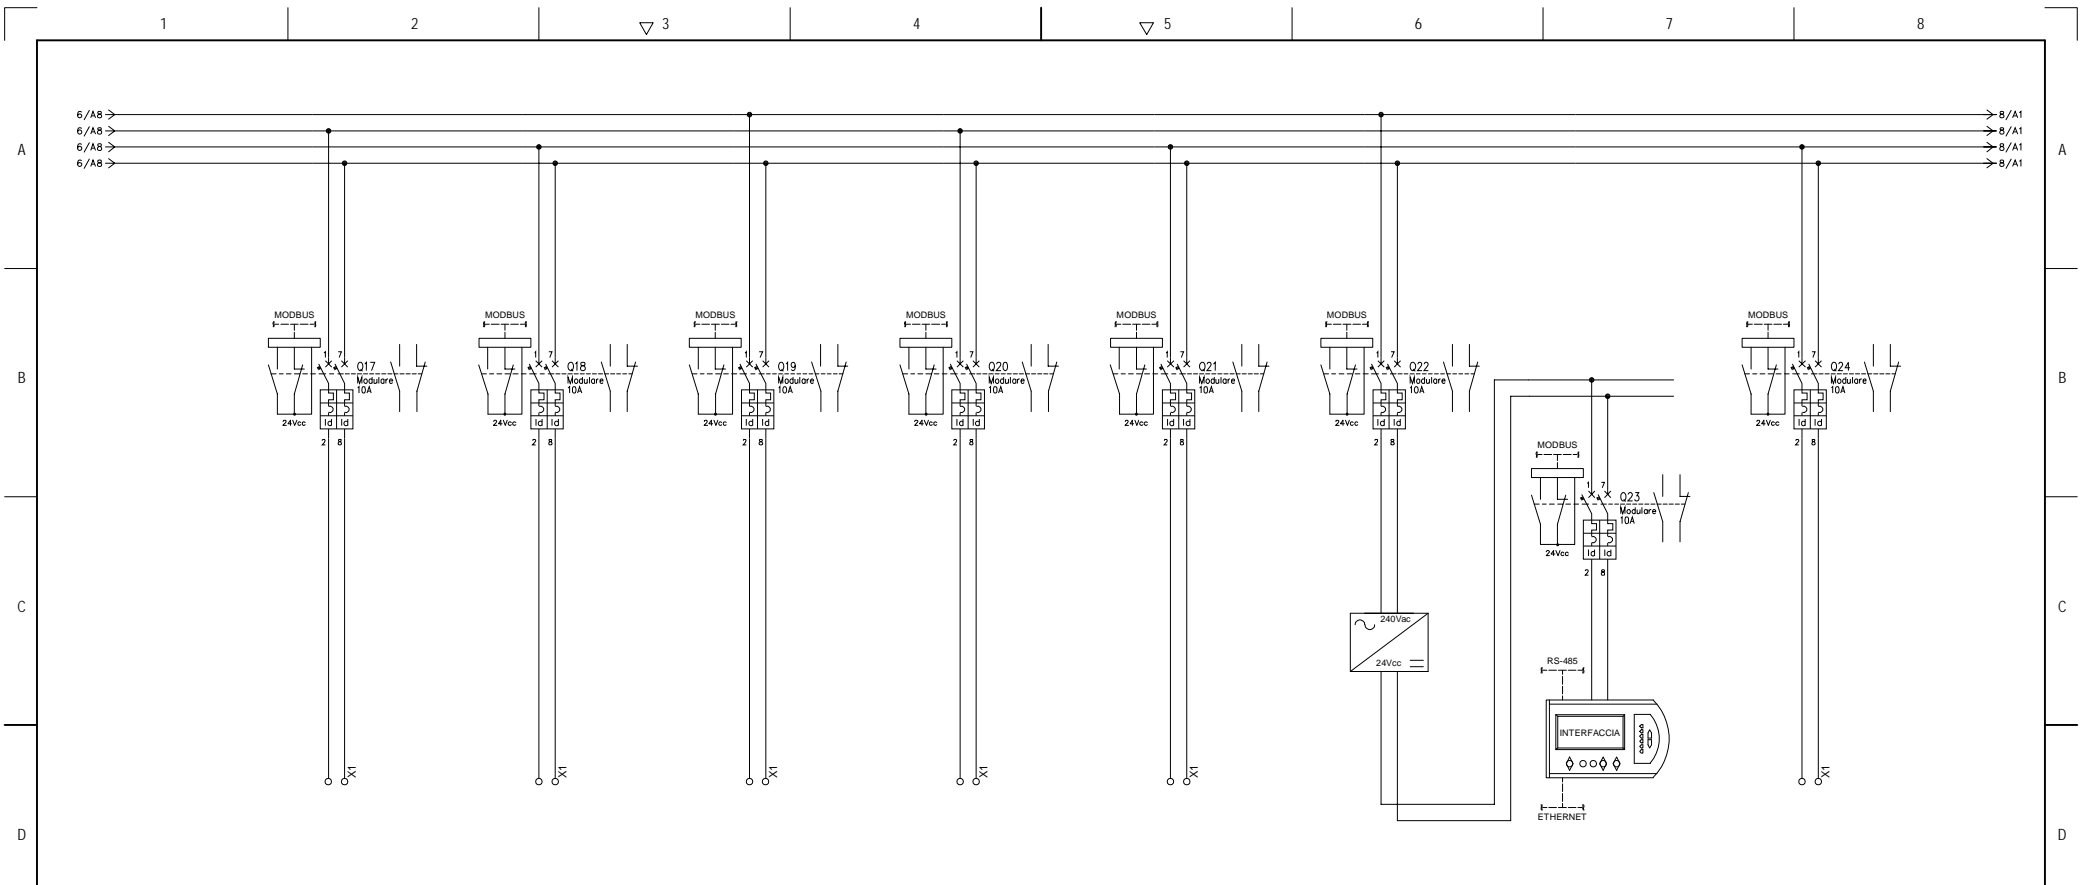 1 2 3 4 5 6 7 8
6/A8 8/A1
6/A8 8/A1
6/A8 8/A1
6/A8 8/A1
A A
MODBUS MODBUS MODBUS MODBUS MODBUS MODBUS MODBUS
1 7 1 7 1 7 1 7 1 7 1 7 1 7
Q17 Q18 Q19 Q20 Q21 Q22 Q24
B B
Modulare Modulare Modulare Modulare Modulare Modulare Modulare
10A 10A 10A 10A 10A 10A 10A
24Vcc Id Id 24Vcc Id Id 24Vcc Id Id 24Vcc Id Id 24Vcc Id Id 24Vcc Id Id 24Vcc Id Id
2 8 2 8 2 8 2 8 2 8 2 8 2 8
MODBUS
1 7
Q23
Modulare
10A
24Vcc Id Id
2 8
C C
240Vac
24Vcc
RS-485
INTERFACCIA
X1 X1 X1 X1 X1 X1
ETHERNET
D D